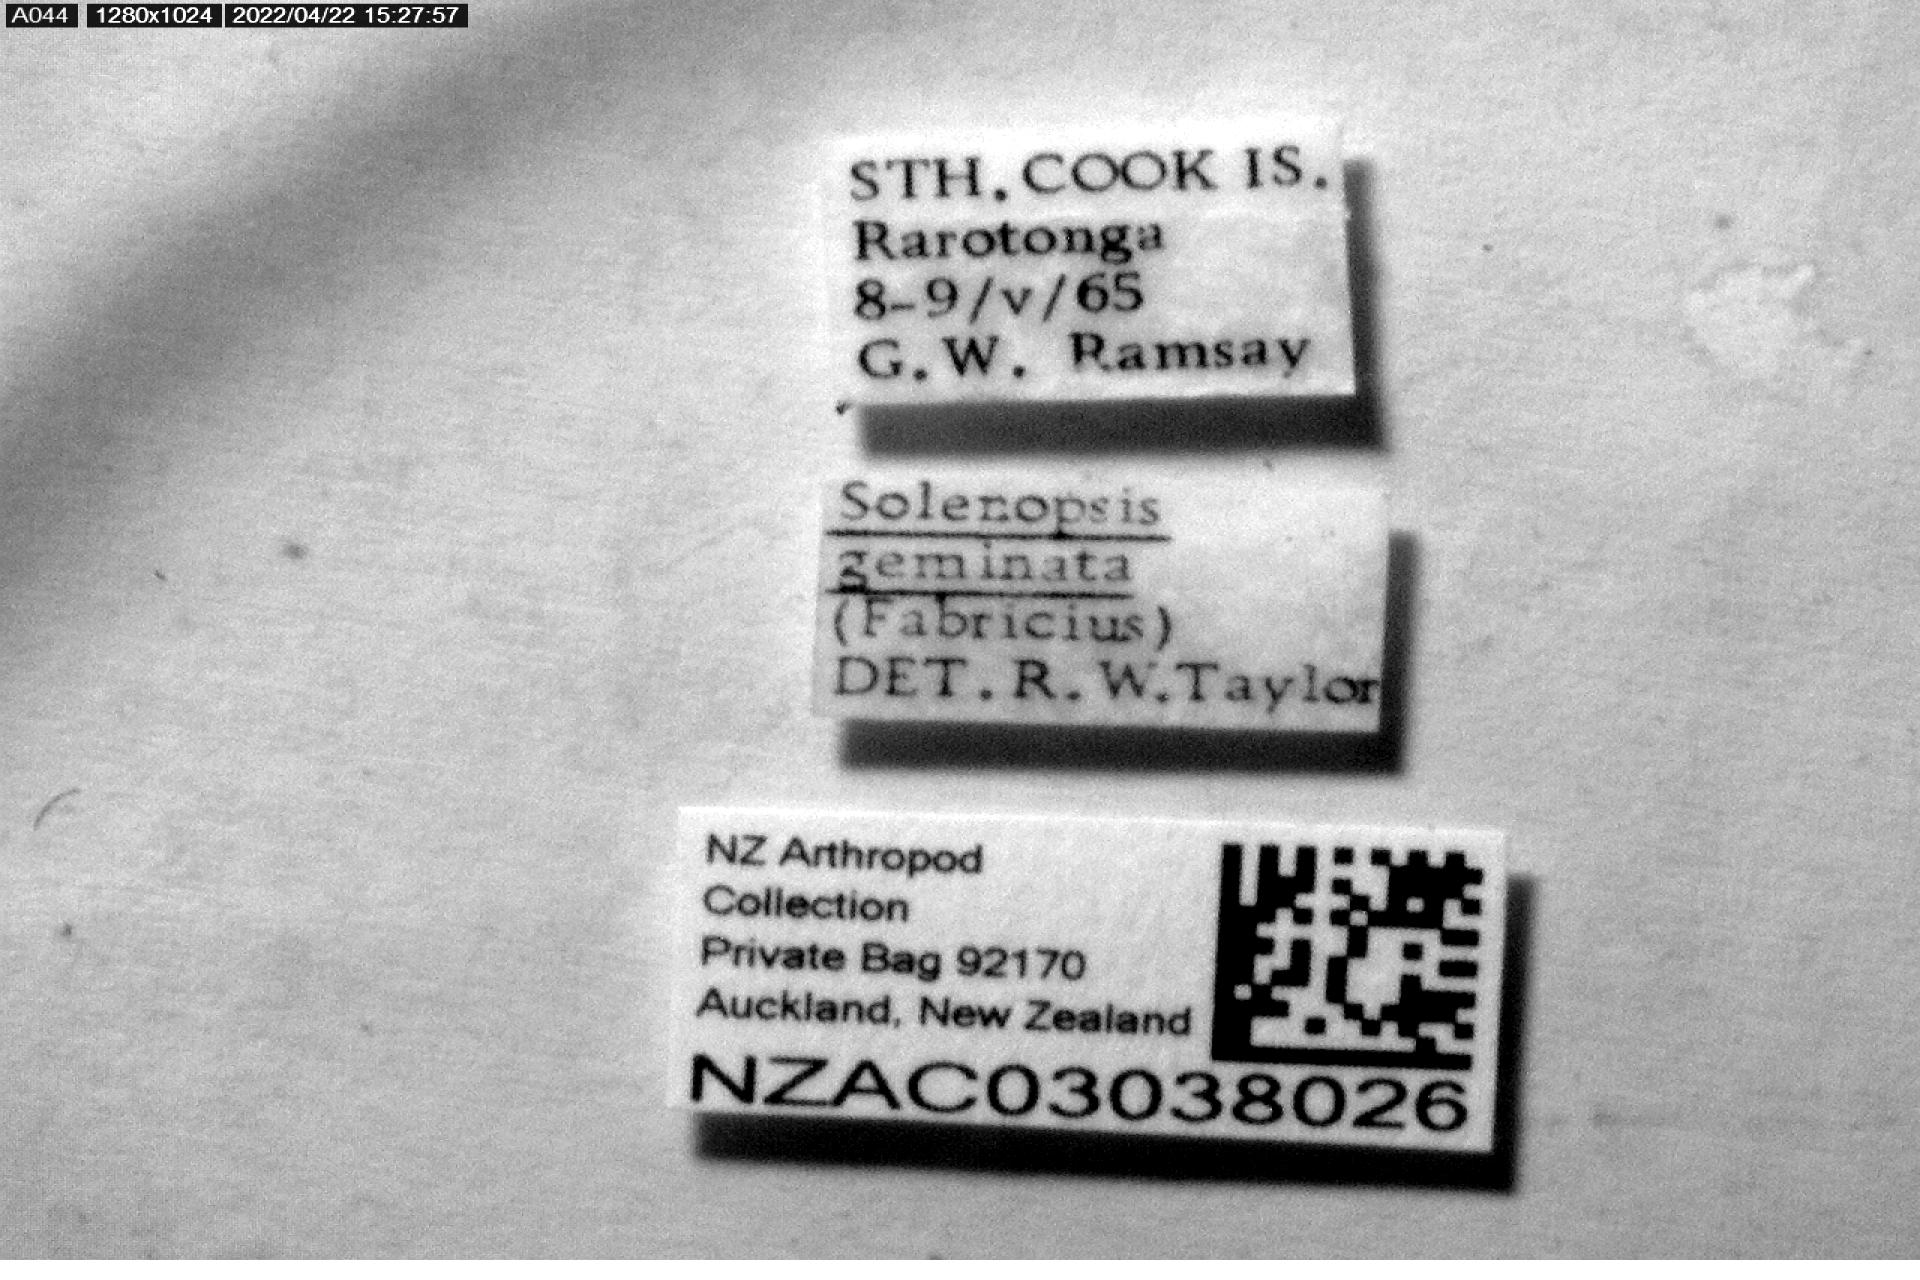 A044 1280x1024 2022/04/22 15:27:57
STH. COOK IS.
Rarotonga
8-9/v/65
G.W. Ramsay
Solenopsis
geminata
(Fabricius)
DET. R. W. Taylor
NZ Arthropod
Collection
Private Bag 92170
Auckland, New Zealand
NZAC03038026